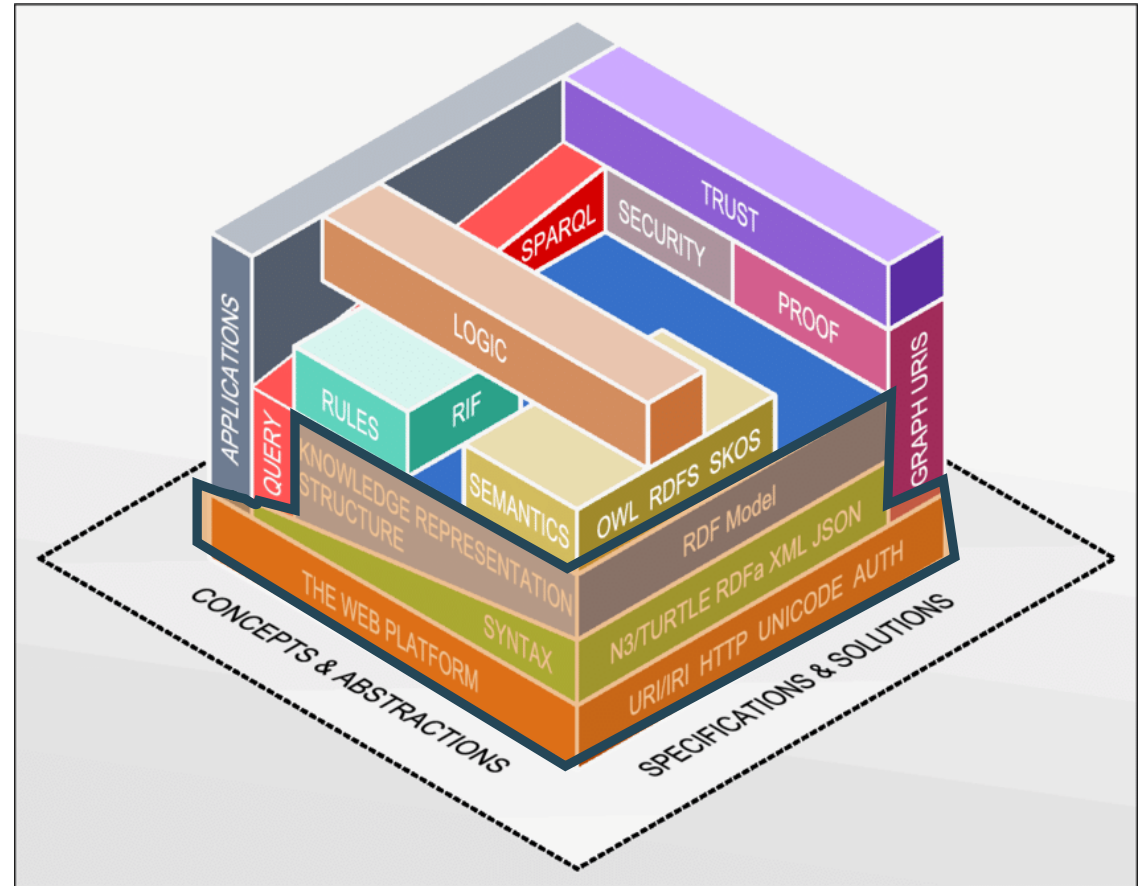 TRUST
SPARQL
SECURITY
PROOF
APPLICATIONS
LOGIC
GRAPH URIS
QUERY
RULES
RIF
SEMANTICS
OWL RDFS SKOS
KNOWLEDGE REPRESENTATION
STRUCTURE
RDF Model
SYNTAX
N3/TURTLE RDFa XML JSON
THE WEB PLATFORM
URI/IRI HTTP UNICODE AUTH
CONCEPTS & ABSTRACTIONS
SPECIFICATIONS & SOLUTIONS